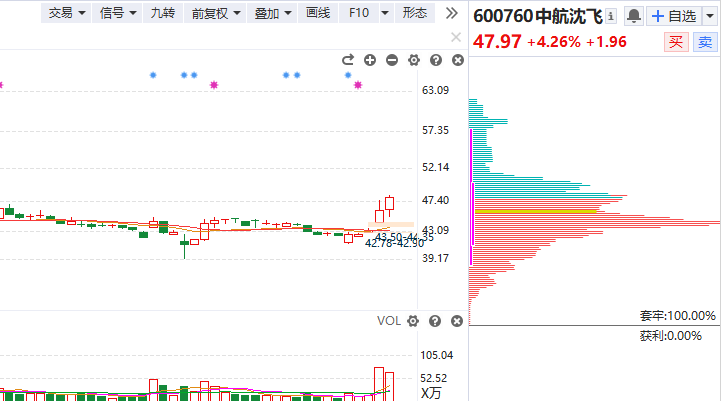 交易 信号 九转 前复权 叠加 画线 F10 形态
600760中航沈飞 自选
47.97 +4.26% +1.96 买 卖
63.09
57.35
52.14
47.40
43.09
43.50-44.35
42.78-42.90
39.17
套牢:100.00%
获利:0.00%
VOL
105.04
52.52
X万